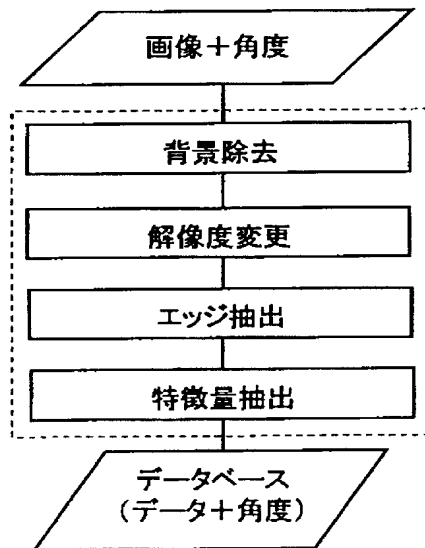 画像＋角度
背景除去
解像度変更
エッジ抽出
特徴量抽出
データベース
（データ＋角度）